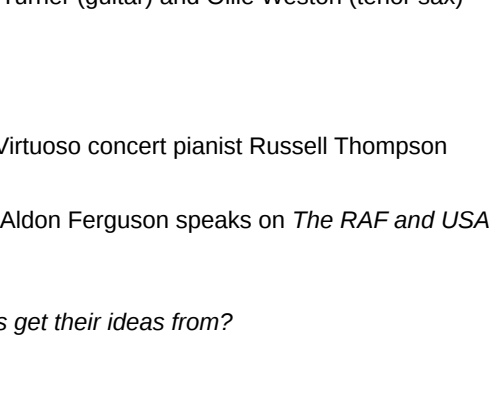 Turner (guitar) and Ollie Weston (tenor sax)
Virtuoso concert pianist Russell Thompson
Aldon Ferguson speaks on The RAF and USA
s get their ideas from?